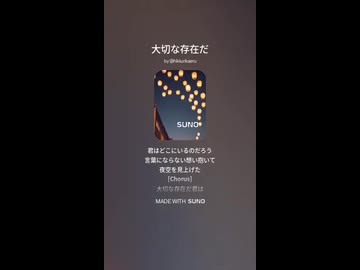 大切な存在だ
SUNO
君はどこにいるのだろう
言葉にならない想い抱いて
夜空を見上げた
[Chorus]
大切な存在だ君は
MADE WITH SUNO